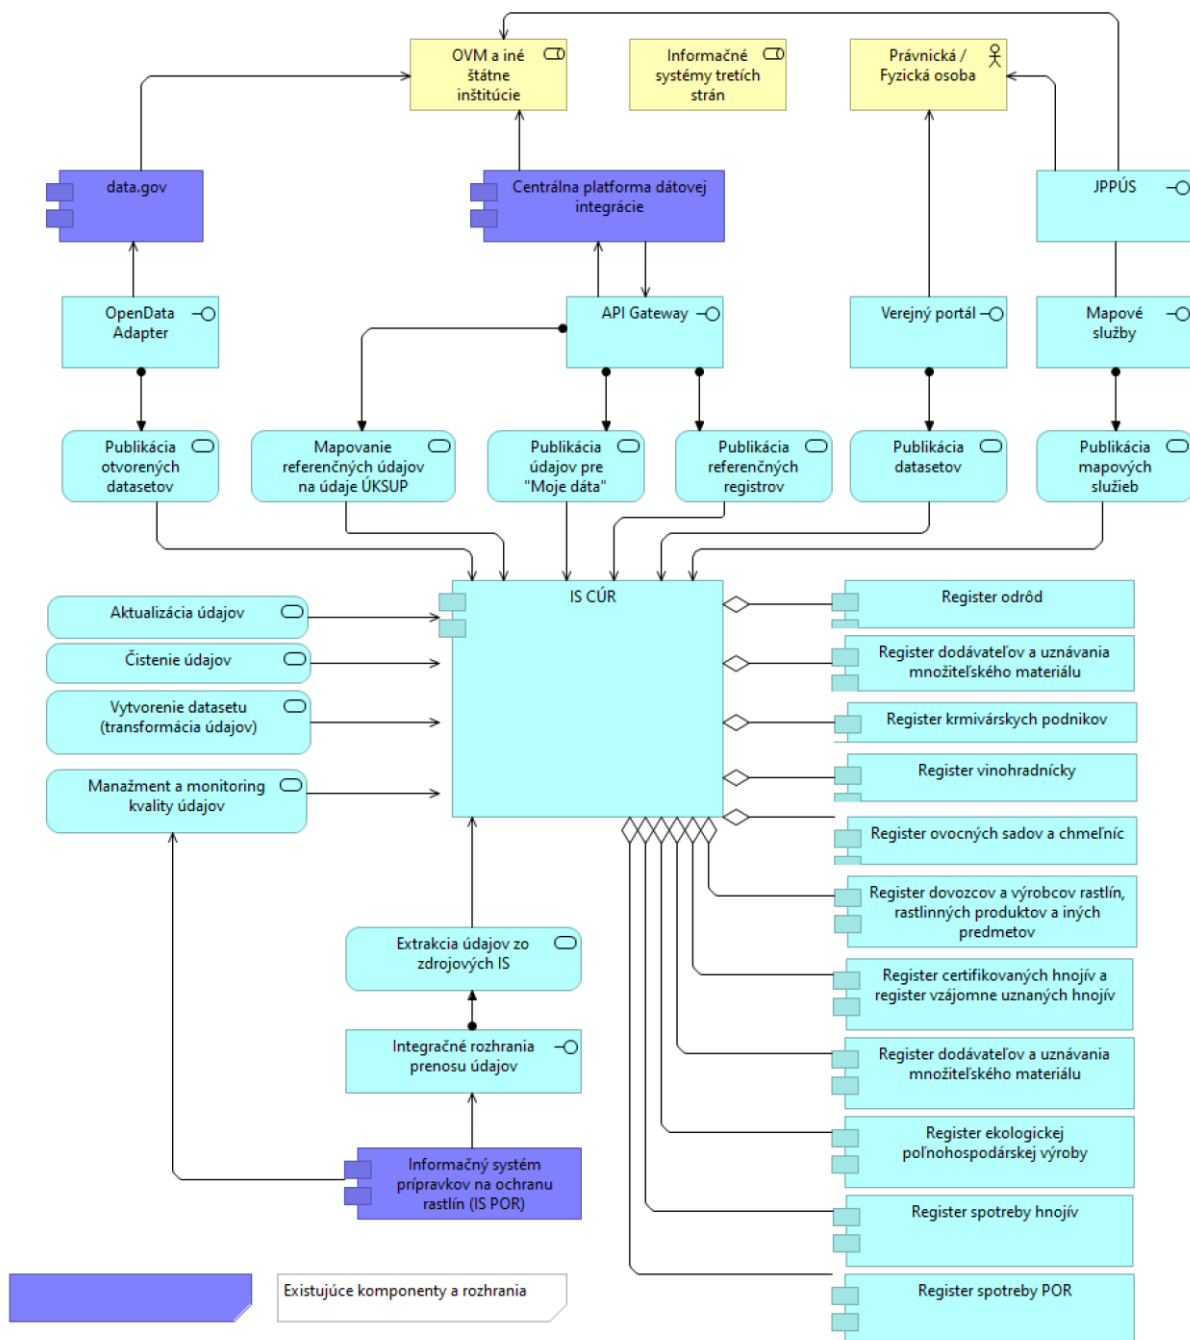 OVM a iné
štátne
inštitúcie
Informačné
systémy tretích
strán
Právnická /
Fyzická osoba
data.gov
Centrálna platforma dátovej
integrácie
JPPÚS
OpenData
Adapter
API Gateway
Verejný portál
Mapové
služby
Publikácia
otvorených
datasetov
Mapovanie
referenčných údajov
na údaje ÚKSUP
Publikácia
údajov pre
"Moje dáta"
Publikácia
referenčných
registrov
Publikácia
datasetov
Publikácia
mapových
služieb
IS CÚR
Aktualizácia údajov
Čistenie údajov
Vytvorenie datasetu
(transformácia údajov)
Manažment a monitoring
kvality údajov
Register odrôd
Register dodávateľov a uznávania
množiteľského materiálu
Register krmivárskych podnikov
Register vinohradnícky
Register ovocných sadov a chmeľníc
Register dovozcov a výrobcov rastlín,
rastlinných produktov a iných
predmetov
Extrakcia údajov zo
zdrojových IS
Register certifikovaných hnojív a
register vzájomne uznaných hnojív
Integračné rozhrania
prenosu údajov
Register dodávateľov a uznávania
množiteľského materiálu
Register ekologickej
poľnohospodárskej výroby
Informačný systém
prípravkov na ochranu
rastlín (IS POR)
Register spotreby hnojív
Register spotreby POR
Existujúce komponenty a rozhrania